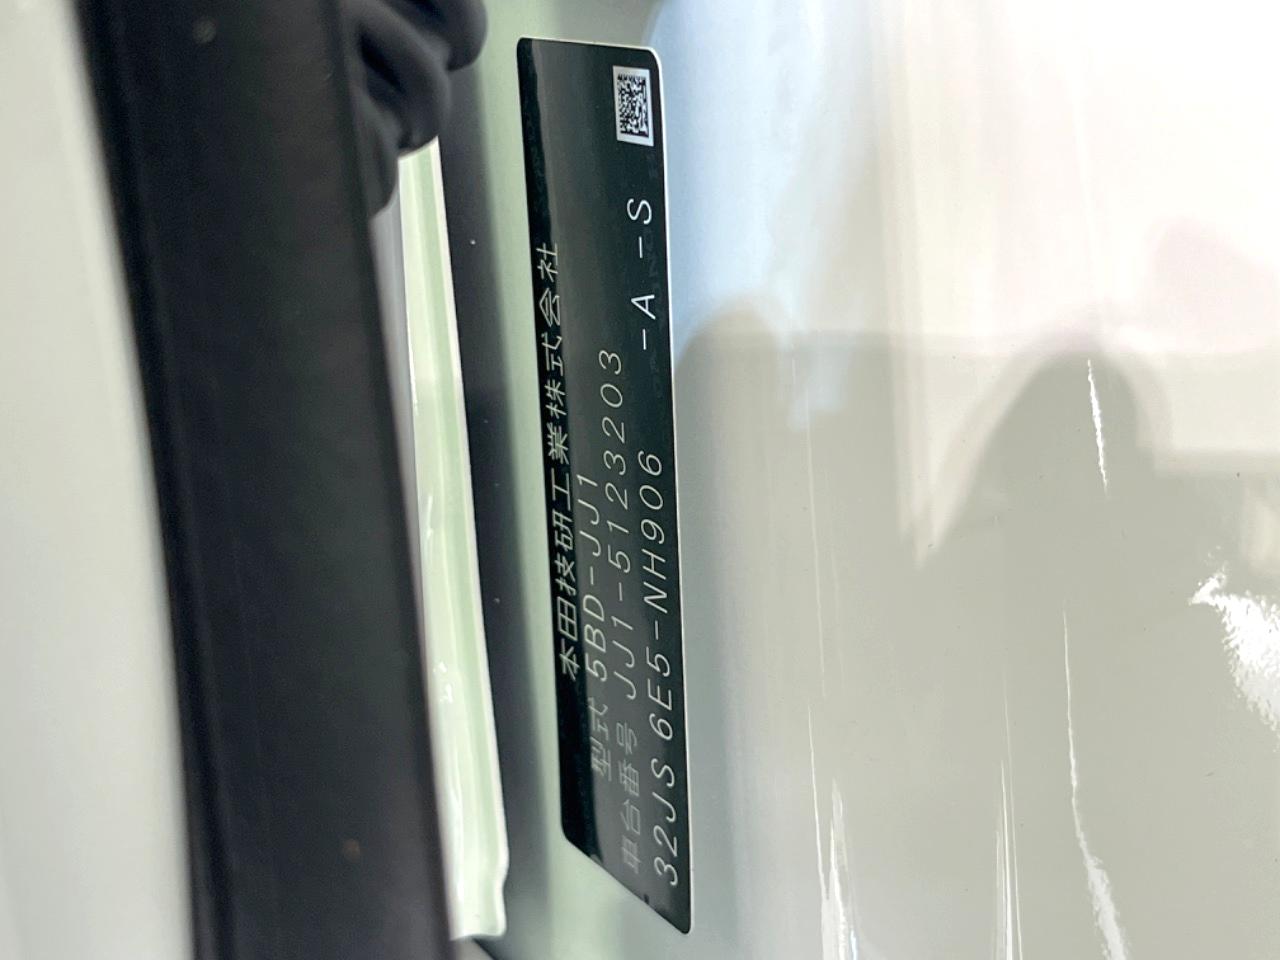 本田技研工業株式会社
型式 5BD-JJ1
車台番号 JJ1-5123203
32JS 6E5-NH906 -A -S